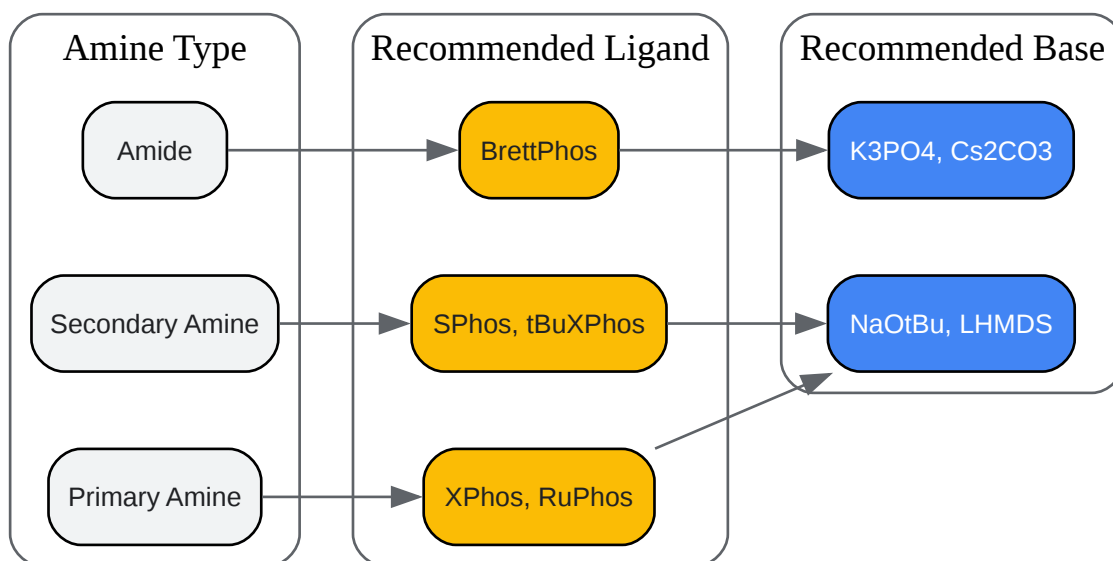 Amine Type
Recommended Ligand
Recommended Base
Amide
BrettPhos
K3PO4, Cs2CO3
Secondary Amine
SPhos, tBuXPhos
NaOtBu, LHMDS
Primary Amine
XPhos, RuPhos